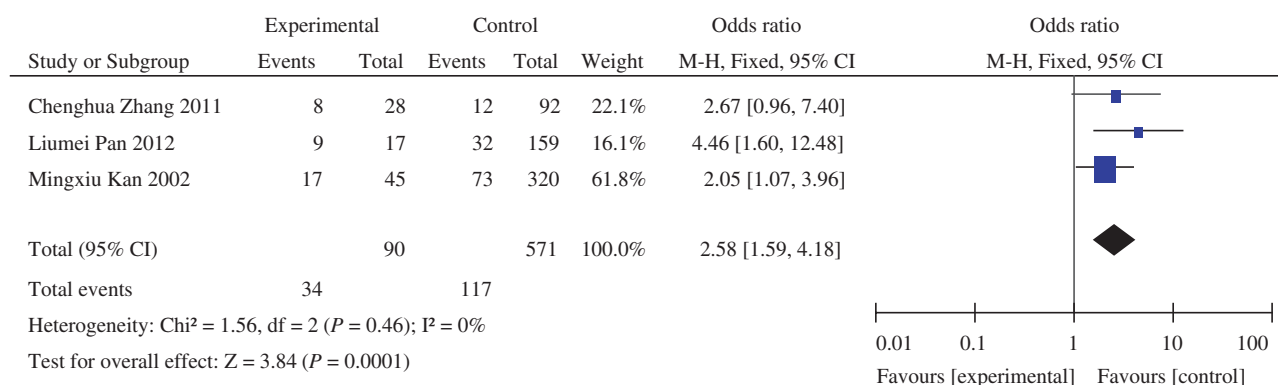 Experimental Control Odds ratio Odds ratio
Study or Subgroup Events Total Events Total Weight M-H, Fixed, 95% CI M-H, Fixed, 95% CI
Chenghua Zhang 2011 8 28 12 92 22.1% 2.67 [0.96, 7.40]
Liumei Pan 2012 9 17 32 159 16.1% 4.46 [1.60, 12.48]
Mingxiu Kan 2002 17 45 73 320 61.8% 2.05 [1.07, 3.96]
Total (95% CI) 90 571 100.0% 2.58 [1.59, 4.18]
Total events 34 117
Heterogeneity: Chi² = 1.56, df = 2 (P = 0.46); I² = 0%
Test for overall effect: Z = 3.84 (P = 0.0001)
0.01 0.1 1 10 100
Favours [experimental] Favours [control]